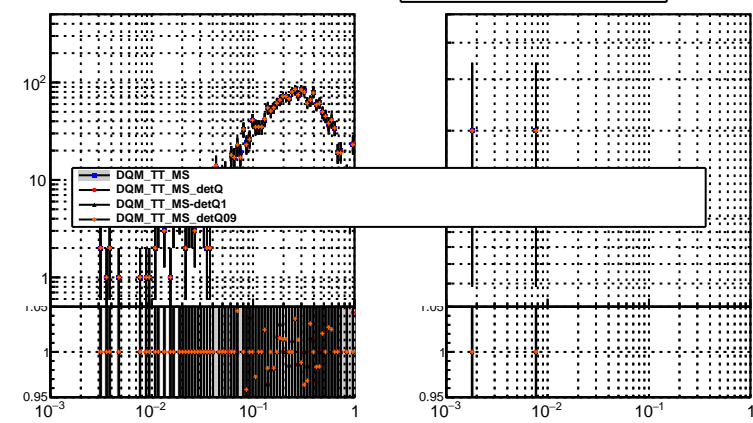 10²
10
1
DQM_TT_MS
DQM_TT_MS_detQ
DQM_TT_MS-detQ1
DQM_TT_MS_detQ09
1.05
1
0.95
10⁻³ 10⁻² 10⁻¹ 1
1.05
1
0.95
10⁻³ 10⁻² 10⁻¹ 1